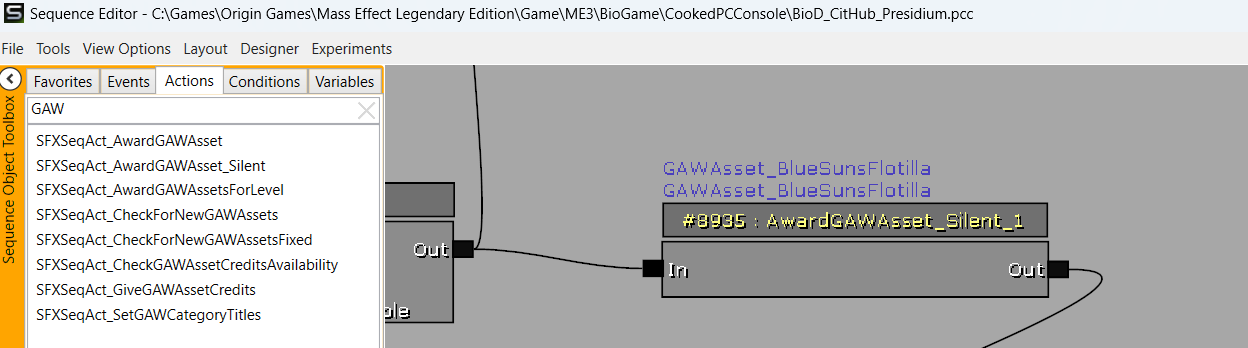 Sequence Editor - C:\Games\Origin Games\Mass Effect Legendary Edition\Game\ME3\BioGame\CookedPCConsole\BioD_CitHub_Presidium.pcc
File Tools View Options Layout Designer Experiments
Sequence Object Toolbox
Favorites Events Actions Conditions Variables
GAW
SFXSeqAct_AwardGAWAsset
SFXSeqAct_AwardGAWAsset_Silent
SFXSeqAct_AwardGAWAssetsForLevel
SFXSeqAct_CheckForNewGAWAssets
SFXSeqAct_CheckForNewGAWAssetsFixed
SFXSeqAct_CheckGAWAssetCreditsAvailability
SFXSeqAct_GiveGAWAssetCredits
SFXSeqAct_SetGAWCategoryTitles
Out
GAWAsset_BlueSunsFlotilla
GAWAsset_BlueSunsFlotilla
#8935 : AwardGAWAsset_Silent_1
In Out